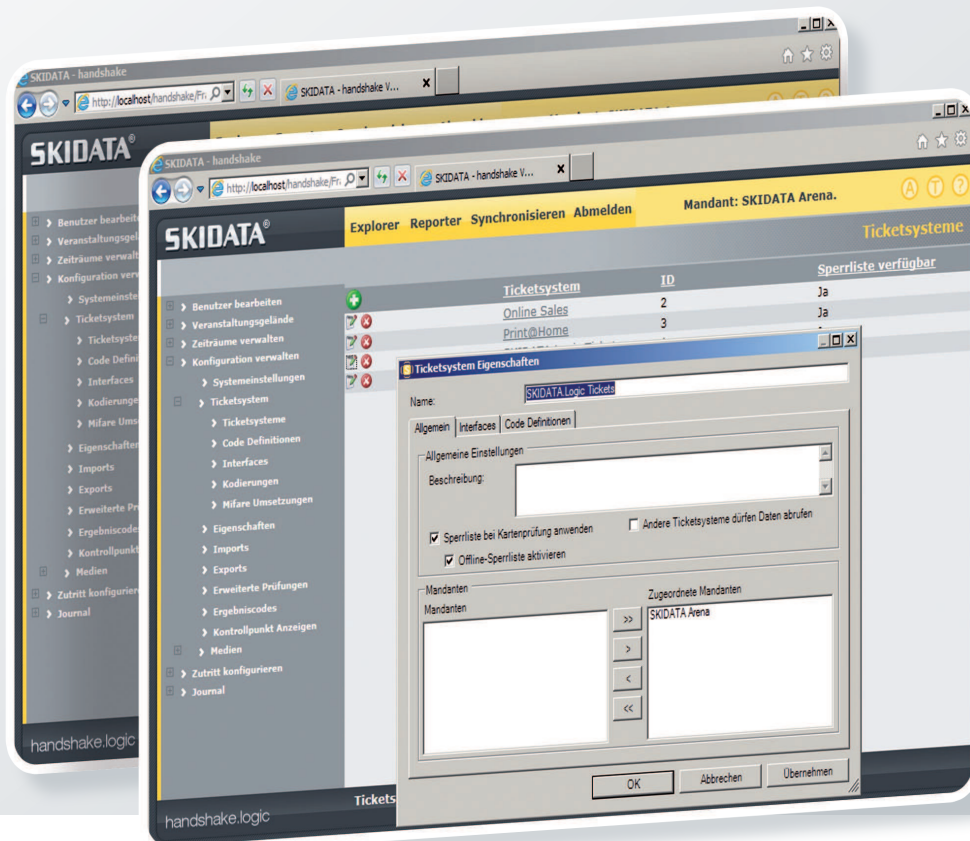 SKIDATA - handshake
http://localhost/handshake/Fr
SKIDATA - handshake V...
SKIDATA®
Benutzer bearbeit
Veranstaltungsgel
Zeiträume verwalt
Konfiguration verw
Systemeinste
Ticketsystem
Ticketsyste
Code Defini
Interfaces
Kodierunge
Mifare Ums
Eigenschaften
Imports
Exports
Erweiterte Pr
Ergebniscode
Kontrollpunkt
Medien
Zutritt konfigurieren
Journal
handshake.logic
SKIDATA - handshake
http://localhost/handshake/Fr
SKIDATA - handshake V...
SKIDATA®
Explorer Reporter Synchronisieren Abmelden
Mandant: SKIDATA Arena.
A T ?
Ticketsysteme
Benutzer bearbeiten
Veranstaltungsgelände
Zeiträume verwalten
Konfiguration verwalten
Systemeinstellungen
Ticketsystem
Ticketsysteme
Code Definitionen
Interfaces
Kodierungen
Mifare Umsetzungen
Eigenschaften
Imports
Exports
Erweiterte Prüfungen
Ergebniscodes
Kontrollpunkt Anzeigen
Medien
Zutritt konfigurieren
Journal
Ticketsystem ID Sperrliste verfügbar
Online Sales 2 Ja
Print@Home 3 Ja
Ticketsystem Eigenschaften
Name: SKIDATA.Logic Tickets
Allgemein Interfaces Code Definitionen
Allgemeine Einstellungen
Beschreibung:
Sperrliste bei Kartenprüfung anwenden
Andere Ticketsysteme dürfen Daten abrufen
Offline-Sperrliste aktivieren
Mandanten
Mandanten
Zugeordnete Mandanten
SKIDATA Arena
>>
>
<
<<
OK Abbrechen Übernehmen
Tickets
handshake.logic